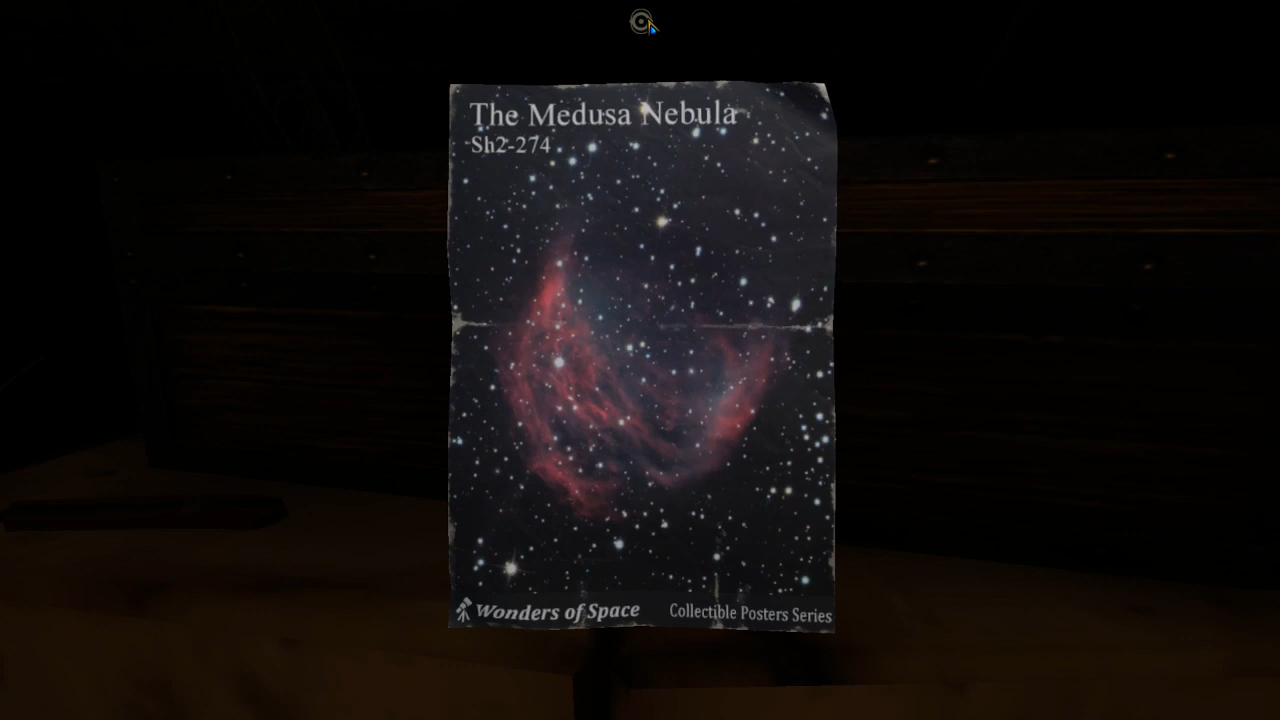 The Medusa Nebula
Sh2-274
Wonders of Space
Collectible Posters Series